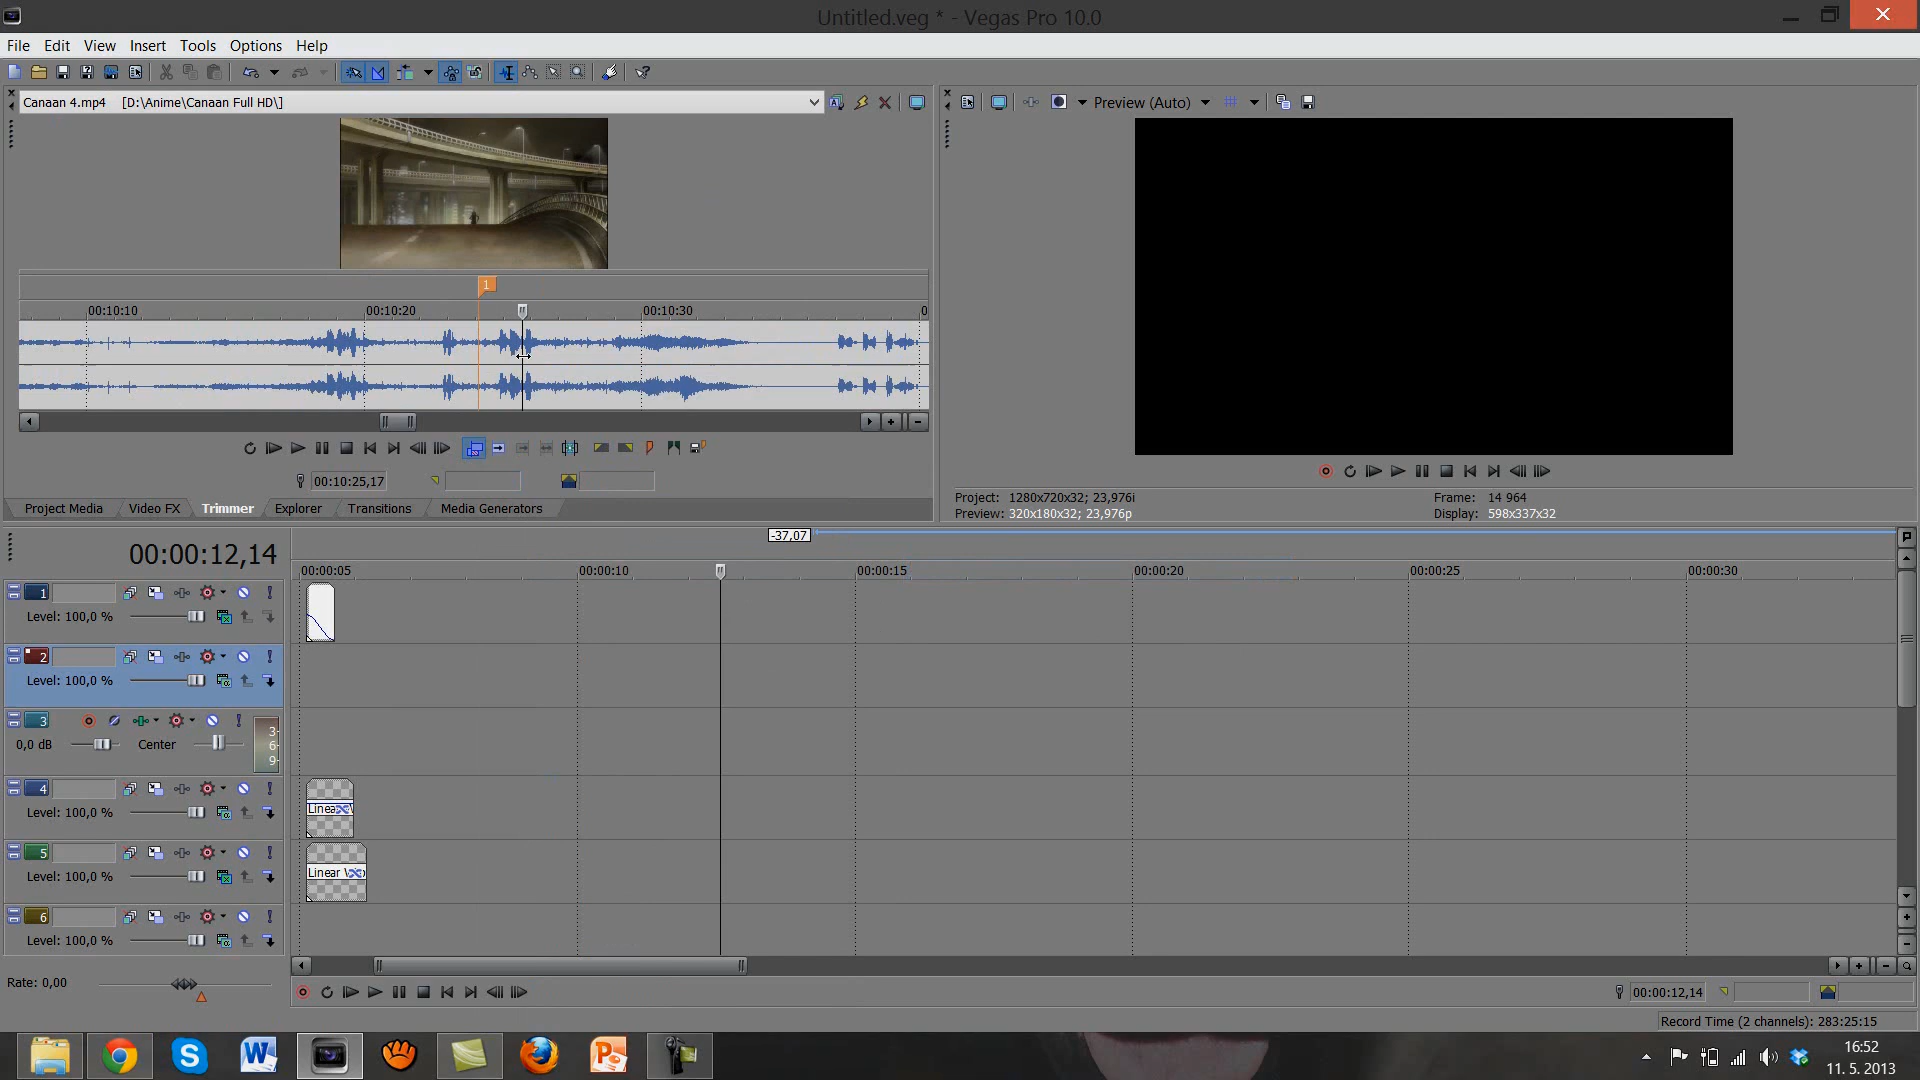 Untitled.veg * - Vegas Pro 10.0
File Edit View Insert Tools Options Help
Canaan 4.mp4 [D:\Anime\Canaan Full HD\]
Preview (Auto)
1
00:10:10 00:10:20 00:10:30 0
00:10:25,17
Project: 1280x720x32; 23,976i Frame: 14 964
Preview: 320x180x32; 23,976p Display: 598x337x32
Project Media Video FX Trimmer Explorer Transitions Media Generators
-37,07
00:00:12,14
00:00:05 00:00:10 00:00:15 00:00:20 00:00:25 00:00:30
1
Level: 100,0 %
2
Level: 100,0 %
3
0,0 dB Center
3-
6-
9-
4
Level: 100,0 %
Linea
5
Level: 100,0 %
Linear
6
Level: 100,0 %
Rate: 0,00
00:00:12,14
Record Time (2 channels): 283:25:15
16:52
11. 5. 2013